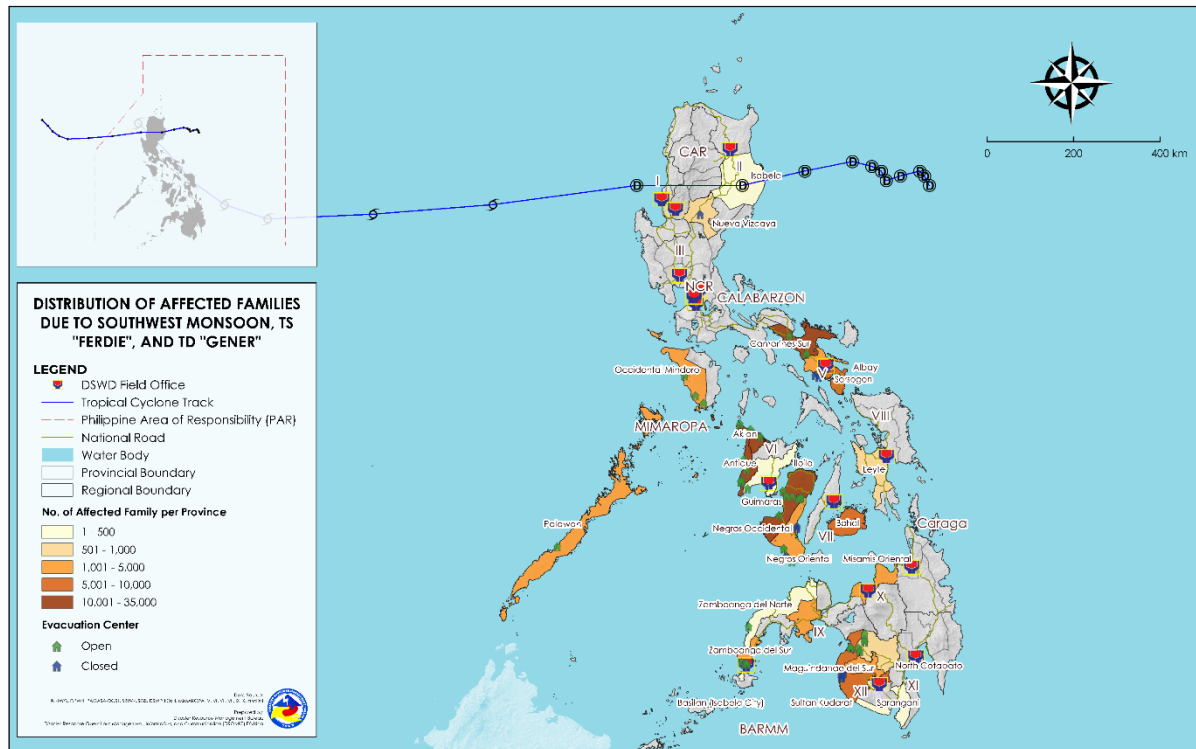 0
200
400 km
CAR
II
Isabela
I
Nueva Vizcaya
III
NCR
CALABARZON
Camarines Sur
Albay
V
Sorsogon
Occidental Mindoro
MIMAROPA
VIII
Aklan
VI
Antique
Iloilo
Leyte
Guimaras
Palawan
Negros Occidental
Bohol
VII
Caraga
Negros Oriental
Misamis Oriental
X
Zamboanga del Norte
IX
Zamboanga del Sur
Maguindanao del Sur
North Cotabato
XII
XI
Basilan (Isabela City)
Sultan Kudarat
Sarangani
BARMM
DISTRIBUTION OF AFFECTED FAMILIES
DUE TO SOUTHWEST MONSOON, TS
"FERDIE", AND TD "GENER"
LEGEND
DSWD Field Office
Tropical Cyclone Track
Philippine Area of Responsibility (PAR)
National Road
Water Body
Provincial Boundary
Regional Boundary
No. of Affected Family per Province
1 500
501 - 1,000
1,001 - 5,000
5,001 - 10,000
10,001 - 35,000
Evacuation Center
Open
Closed
Prepared by: